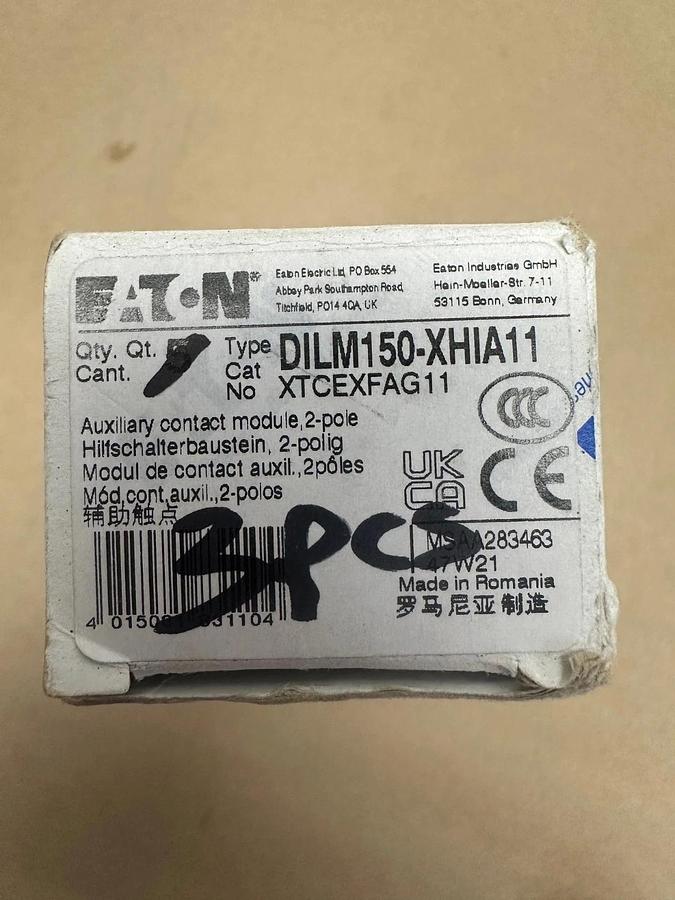 EATON
Eaton Electric Ltd, PO Box 554
Abbey Park Southampton Road,
Titchfield, PO14 4QA, UK
Eaton Industries GmbH
Hein-Moeller-Str. 7-11
53115 Bonn, Germany
Qty. Qt.
Cant.
Type DILM150-XHIA11
Cat No XTCEXFAG11
CCC
Auxiliary contact module,2-pole
Hilfsschalterbaustein, 2-polig
Modul de contact auxil.,2pôles
Mód,cont,auxil.,2-polos
辅助触点
UK
CA
CE
3pcs
47W21
Made in Romania
罗马尼亚制造